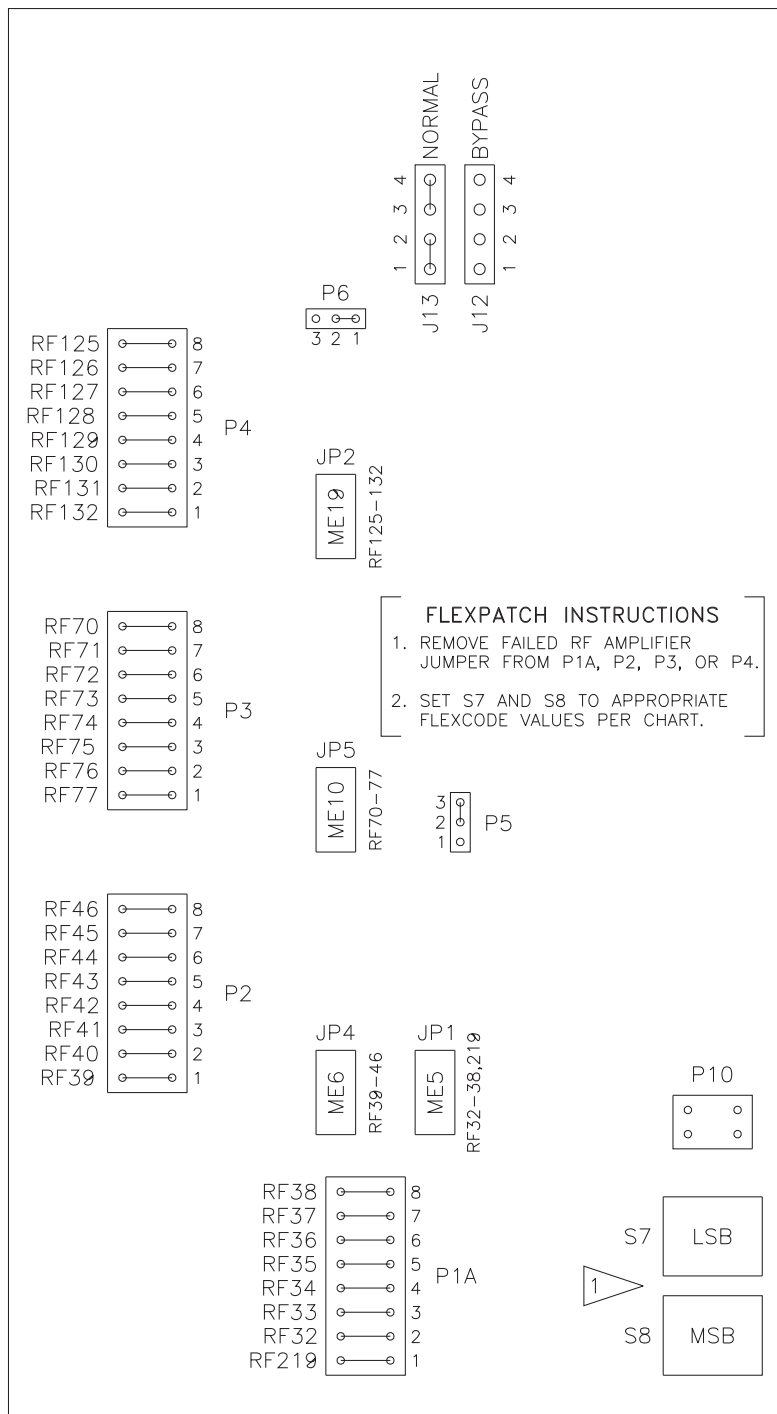 NORMAL
BYPASS
4 3 2 1
4 3 2 1
J13
J12
P6
3 2 1
RF125 8
RF126 7
RF127 6
RF128 5
RF129 4
RF130 3
RF131 2
RF132 1
P4
JP2
ME19
RF125-132
FLEXPATCH INSTRUCTIONS
1. REMOVE FAILED RF AMPLIFIER
JUMPER FROM P1A, P2, P3, OR P4.
2. SET S7 AND S8 TO APPROPRIATE
FLEXCODE VALUES PER CHART.
RF70 8
RF71 7
RF72 6
RF73 5
RF74 4
RF75 3
RF76 2
RF77 1
P3
JP5
ME10
RF70-77
3
2
1
P5
RF46 8
RF45 7
RF44 6
RF43 5
RF42 4
RF41 3
RF40 2
RF39 1
P2
JP4
ME6
RF39-46
JP1
ME5
RF32-38,219
P10
RF38 8
RF37 7
RF36 6
RF35 5
RF34 4
RF33 3
RF32 2
RF219 1
P1A
S7 LSB
1
S8 MSB